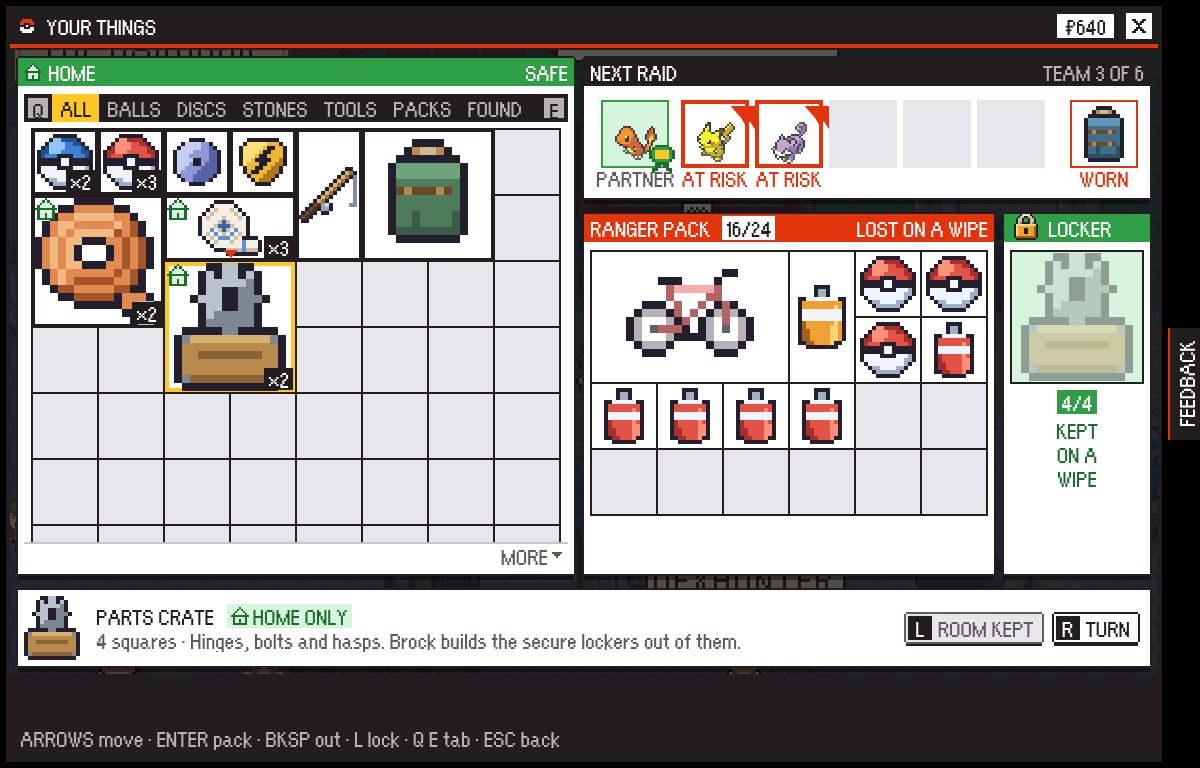 YOUR THINGS
₽640
X
HOME
SAFE
NEXT RAID
TEAM 3 OF 6
Q ALL BALLS DISCS STONES TOOLS PACKS FOUND E
×2
×3
PARTNER
AT RISK
AT RISK
WORN
×3
×2
×2
RANGER PACK 16/24
LOST ON A WIPE
LOCKER
4/4
KEPT
ON A
WIPE
MORE
FEEDBACK
PARTS CRATE
HOME ONLY
4 squares · Hinges, bolts and hasps. Brock builds the secure lockers out of them.
L ROOM KEPT
R TURN
ARROWS move · ENTER pack · BKSP out · L lock · Q E tab · ESC back